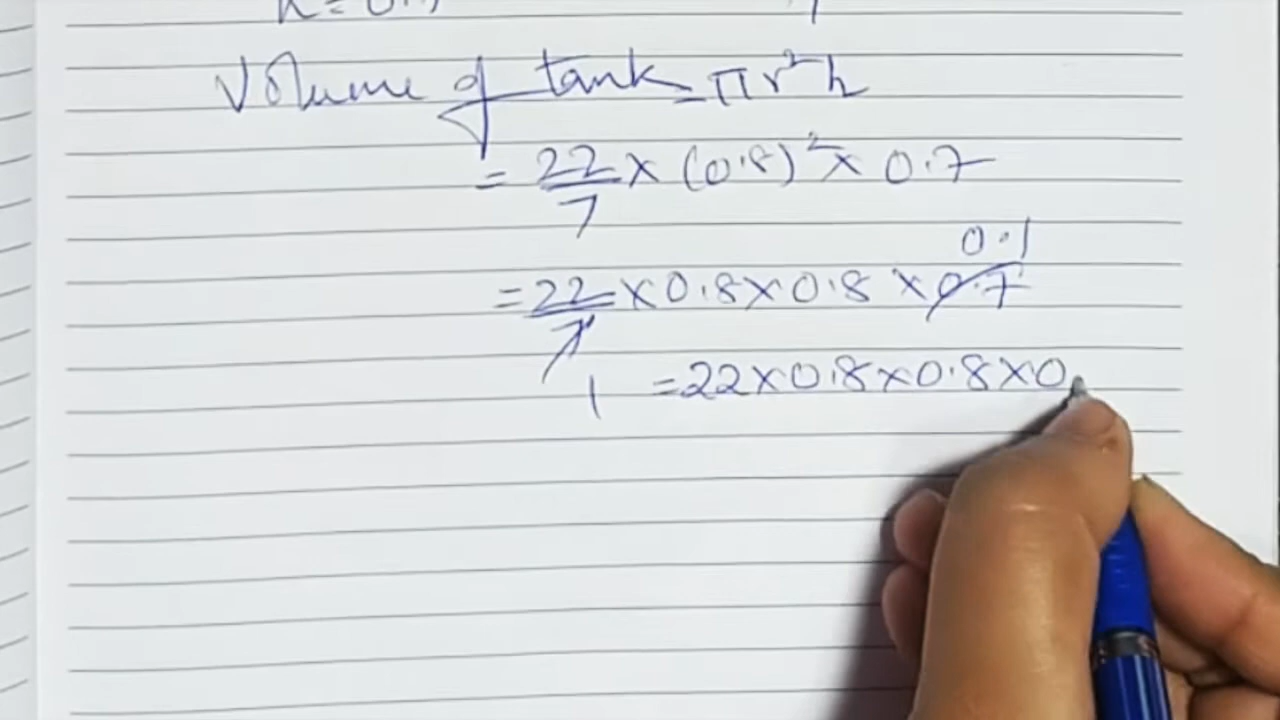 Volume of tank = πr²h
= 22/7 × (0.8)² × 0.7
0.1
= 22/7 × 0.8 × 0.8 × 0.7
1 = 22 × 0.8 × 0.8 × 0.